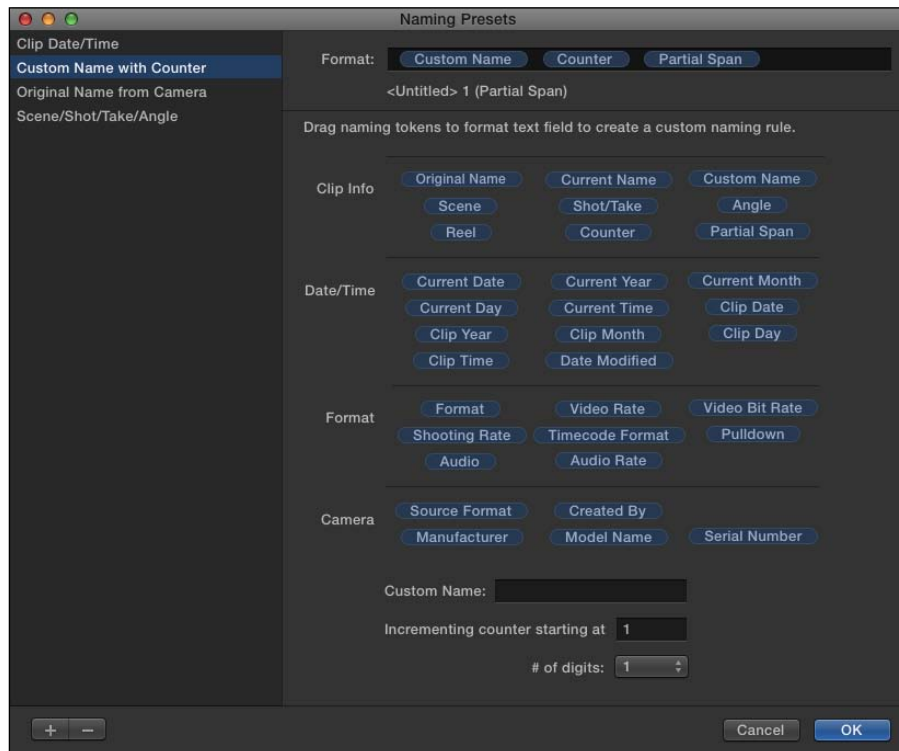 Naming Presets
Clip Date/Time
Custom Name with Counter
Original Name from Camera
Scene/Shot/Take/Angle
Format: Custom Name Counter Partial Span
<Untitled> 1 (Partial Span)
Drag naming tokens to format text field to create a custom naming rule.
Clip Info
Original Name Current Name Custom Name
Scene Shot/Take Angle
Reel Counter Partial Span
Date/Time
Current Date Current Year Current Month
Current Day Current Time Clip Date
Clip Year Clip Month Clip Day
Clip Time Date Modified
Format
Format Video Rate Video Bit Rate
Shooting Rate Timecode Format Pulldown
Audio Audio Rate
Camera
Source Format Created By
Manufacturer Model Name Serial Number
Custom Name:
Incrementing counter starting at 1
# of digits: 1
+ −
Cancel OK